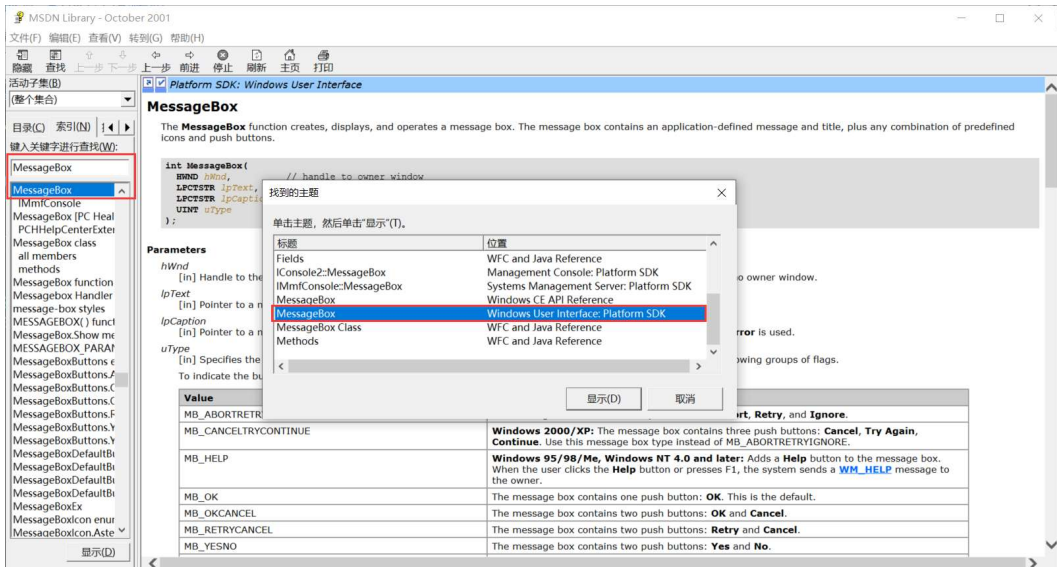 MSDN Library - October 2001
文件(F) 编辑(E) 查看(V) 转到(G) 帮助(H)
隐藏 查找 上一步 下一步 上一步 前进 停止 刷新 主页 打印
活动子集(B)
(整个集合)
目录(C) 索引(N)
键入关键字进行查找(W):
MessageBox
MessageBox
IMmfConsole
MessageBox [PC Heal
PCHHelpCenterExter
MessageBox class
all members
methods
MessageBox function
Messagebox Handler
message-box styles
MESSAGEBOX( ) funct
MessageBox.Show me
MESSAGEBOX_PARAM
MessageBoxButtons e
MessageBoxButtons.A
MessageBoxButtons.C
MessageBoxButtons.C
MessageBoxButtons.F
MessageBoxButtons.Y
MessageBoxButtons.Y
MessageBoxDefaultBu
MessageBoxDefaultBu
MessageBoxDefaultBu
MessageBoxDefaultBu
MessageBoxEx
MessageBoxIcon enur
MessageBoxIcon.Aste
显示(D)
Platform SDK: Windows User Interface
MessageBox
The MessageBox function creates, displays, and operates a message box. The message box contains an application-defined message and title, plus any combination of predefined
icons and push buttons.
int MessageBox(
HWND hWnd, // handle to owner window
LPCTSTR lpText,
LPCTSTR lpCaptio
UINT uType
);
Parameters
hWnd
[in] Handle to the no owner window.
lpText
[in] Pointer to a n
lpCaption
[in] Pointer to a n rror is used.
uType
[in] Specifies the owing groups of flags.
To indicate the bu
Value
MB_ABORTRETR rt, Retry, and Ignore.
MB_CANCELTRYCONTINUE Windows 2000/XP: The message box contains three push buttons: Cancel, Try Again,
Continue. Use this message box type instead of MB_ABORTRETRYIGNORE.
MB_HELP Windows 95/98/Me, Windows NT 4.0 and later: Adds a Help button to the message box.
When the user clicks the Help button or presses F1, the system sends a WM_HELP message to
the owner.
MB_OK The message box contains one push button: OK. This is the default.
MB_OKCANCEL The message box contains two push buttons: OK and Cancel.
MB_RETRYCANCEL The message box contains two push buttons: Retry and Cancel.
MB_YESNO The message box contains two push buttons: Yes and No.
找到的主题
单击主题，然后单击“显示”(T)。
标题 位置
Fields WFC and Java Reference
IConsole2::MessageBox Management Console: Platform SDK
IMmfConsole::MessageBox Systems Management Server: Platform SDK
MessageBox Windows CE API Reference
MessageBox Windows User Interface: Platform SDK
MessageBox Class WFC and Java Reference
Methods WFC and Java Reference
显示(D) 取消